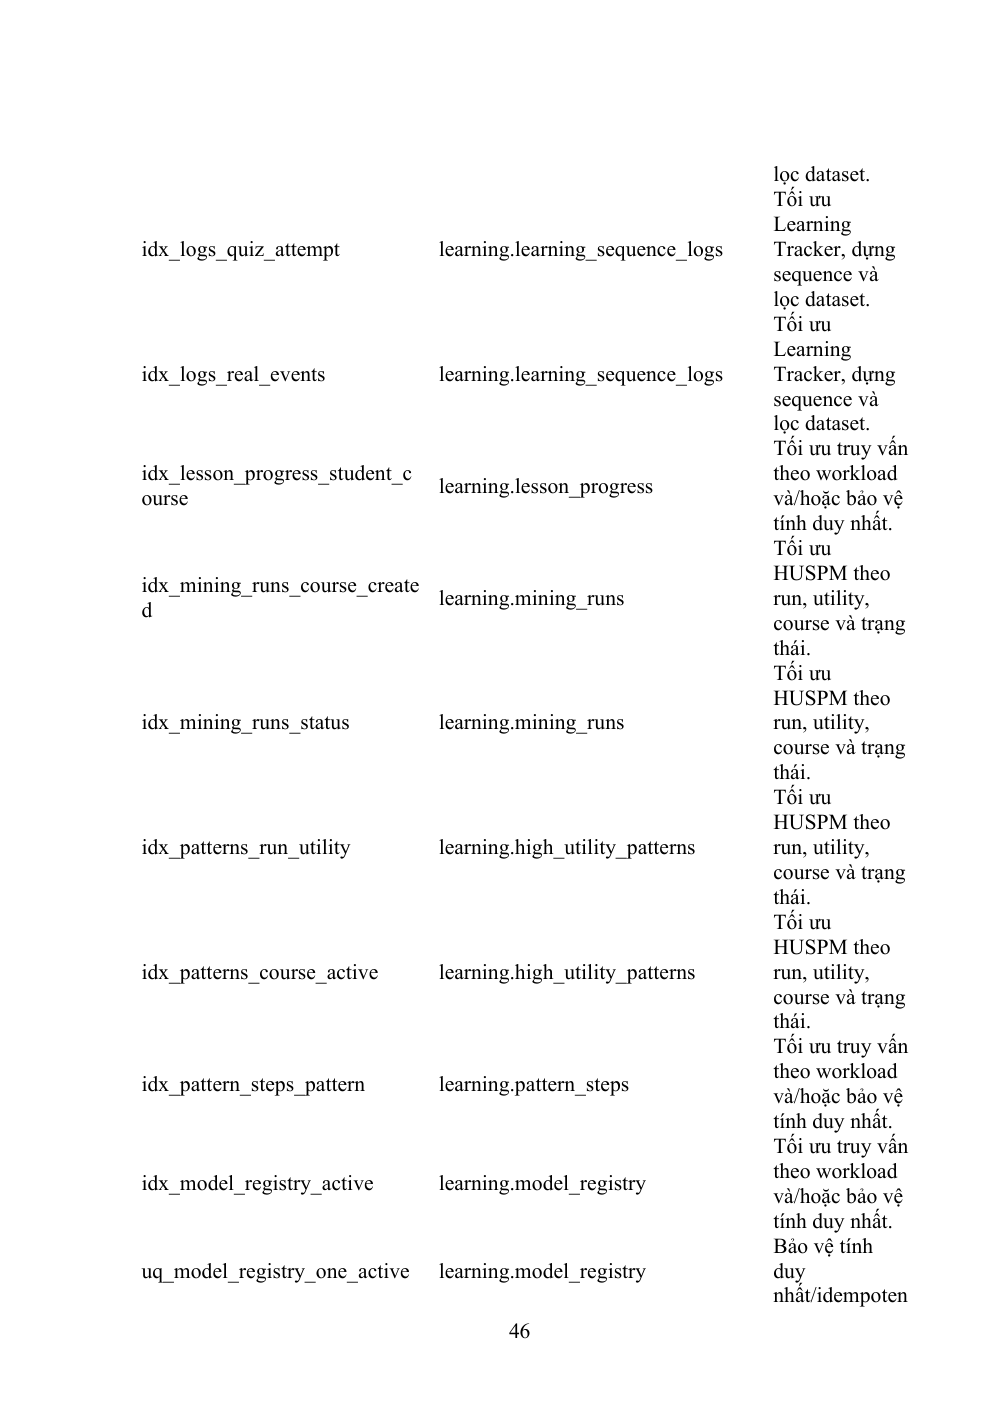 lọc dataset.
idx_logs_quiz_attempt
learning.learning_sequence_logs
Tối ưu
Learning
Tracker, dựng
sequence và
lọc dataset.
idx_logs_real_events
learning.learning_sequence_logs
Tối ưu
Learning
Tracker, dựng
sequence và
lọc dataset.
idx_lesson_progress_student_c
ourse
learning.lesson_progress
Tối ưu truy vấn
theo workload
và/hoặc bảo vệ
tính duy nhất.
idx_mining_runs_course_create
d
learning.mining_runs
Tối ưu
HUSPM theo
run, utility,
course và trạng
thái.
idx_mining_runs_status
learning.mining_runs
Tối ưu
HUSPM theo
run, utility,
course và trạng
thái.
idx_patterns_run_utility
learning.high_utility_patterns
Tối ưu
HUSPM theo
run, utility,
course và trạng
thái.
idx_patterns_course_active
learning.high_utility_patterns
Tối ưu
HUSPM theo
run, utility,
course và trạng
thái.
idx_pattern_steps_pattern
learning.pattern_steps
Tối ưu truy vấn
theo workload
và/hoặc bảo vệ
tính duy nhất.
idx_model_registry_active
learning.model_registry
Tối ưu truy vấn
theo workload
và/hoặc bảo vệ
tính duy nhất.
uq_model_registry_one_active
learning.model_registry
Bảo vệ tính
duy
nhất/idempoten
46